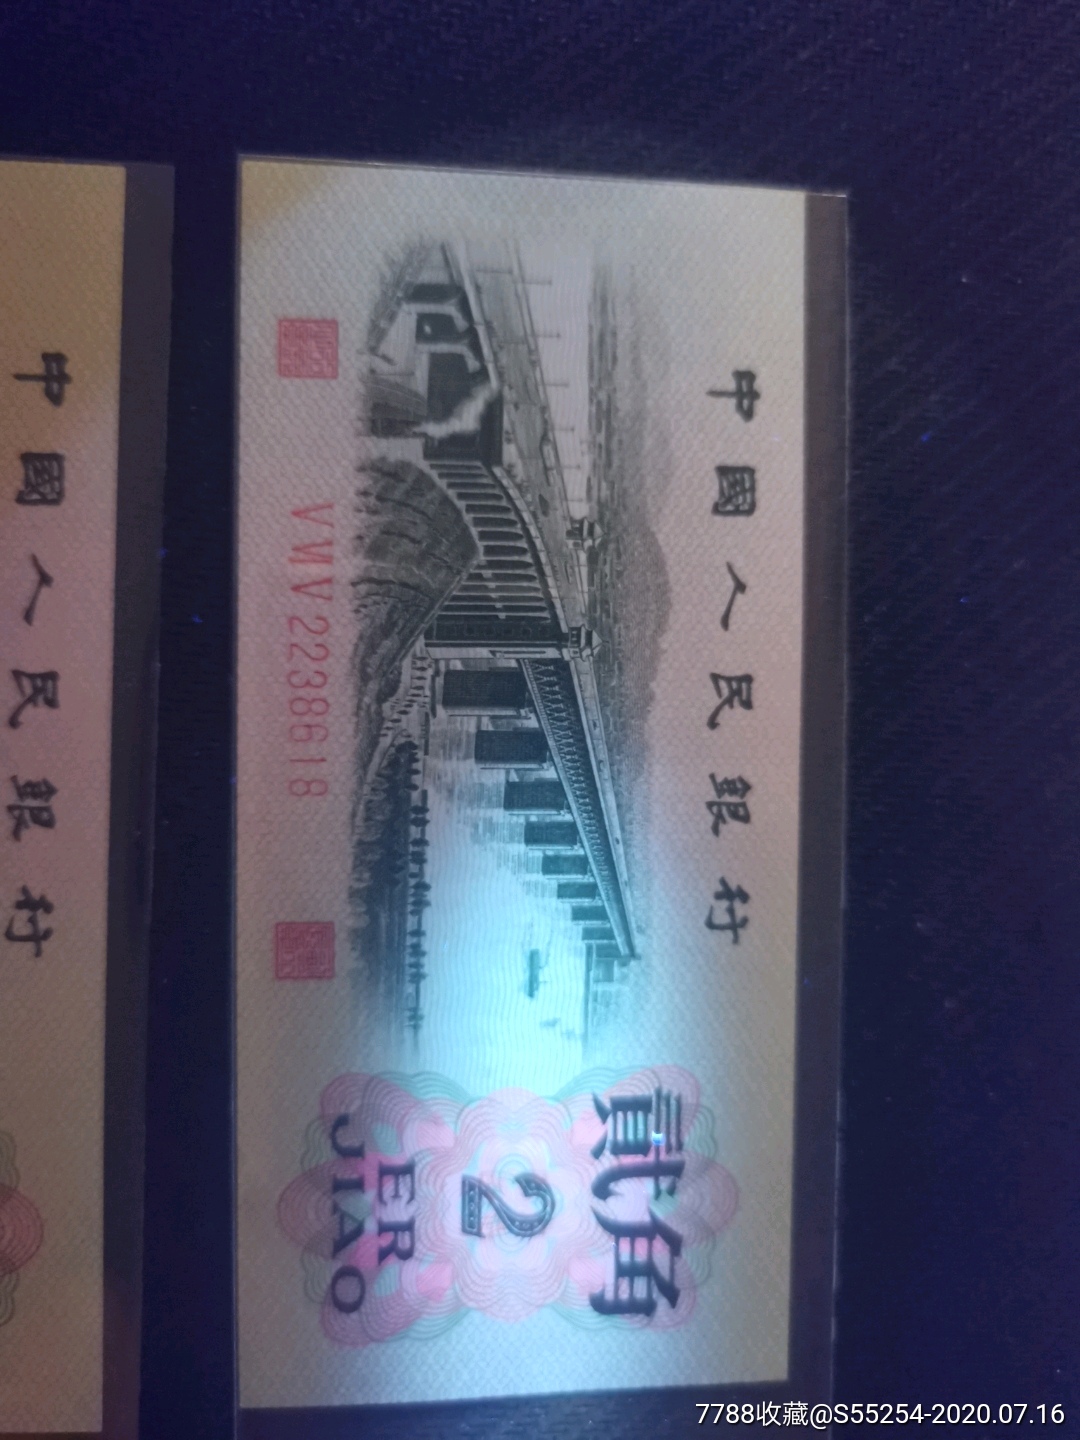 中國人民銀行
中國人民銀行
VИV2238618
貳角
2
ER
JIAO
7788收藏@S55254-2020.07.16